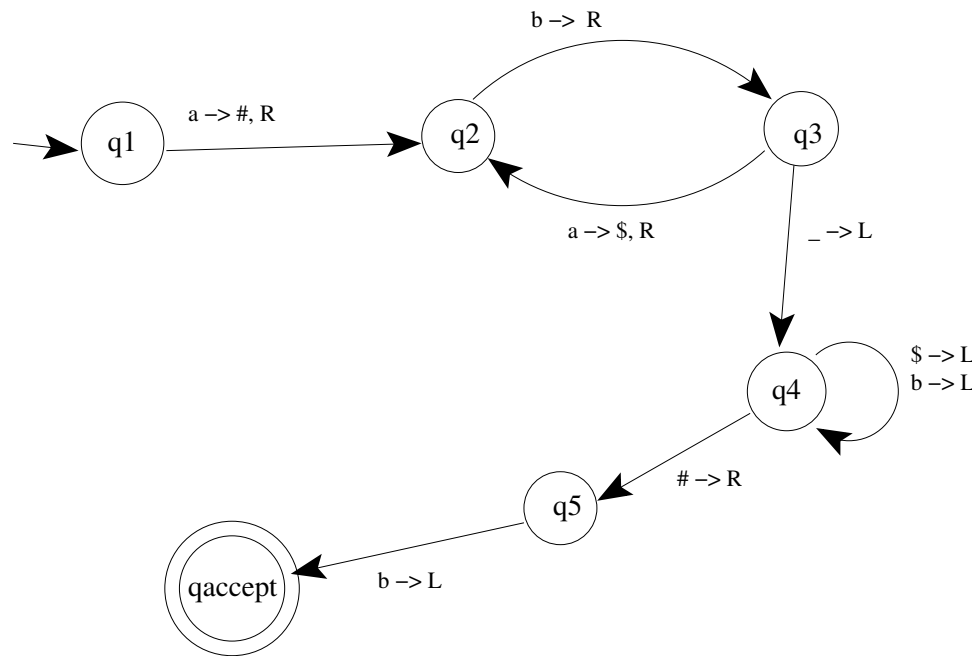 b –> R
a –> #, R
q1
q2
q3
a –> $, R
_ –> L
$ –> L
b –> L
q4
# –> R
q5
b –> L
qaccept